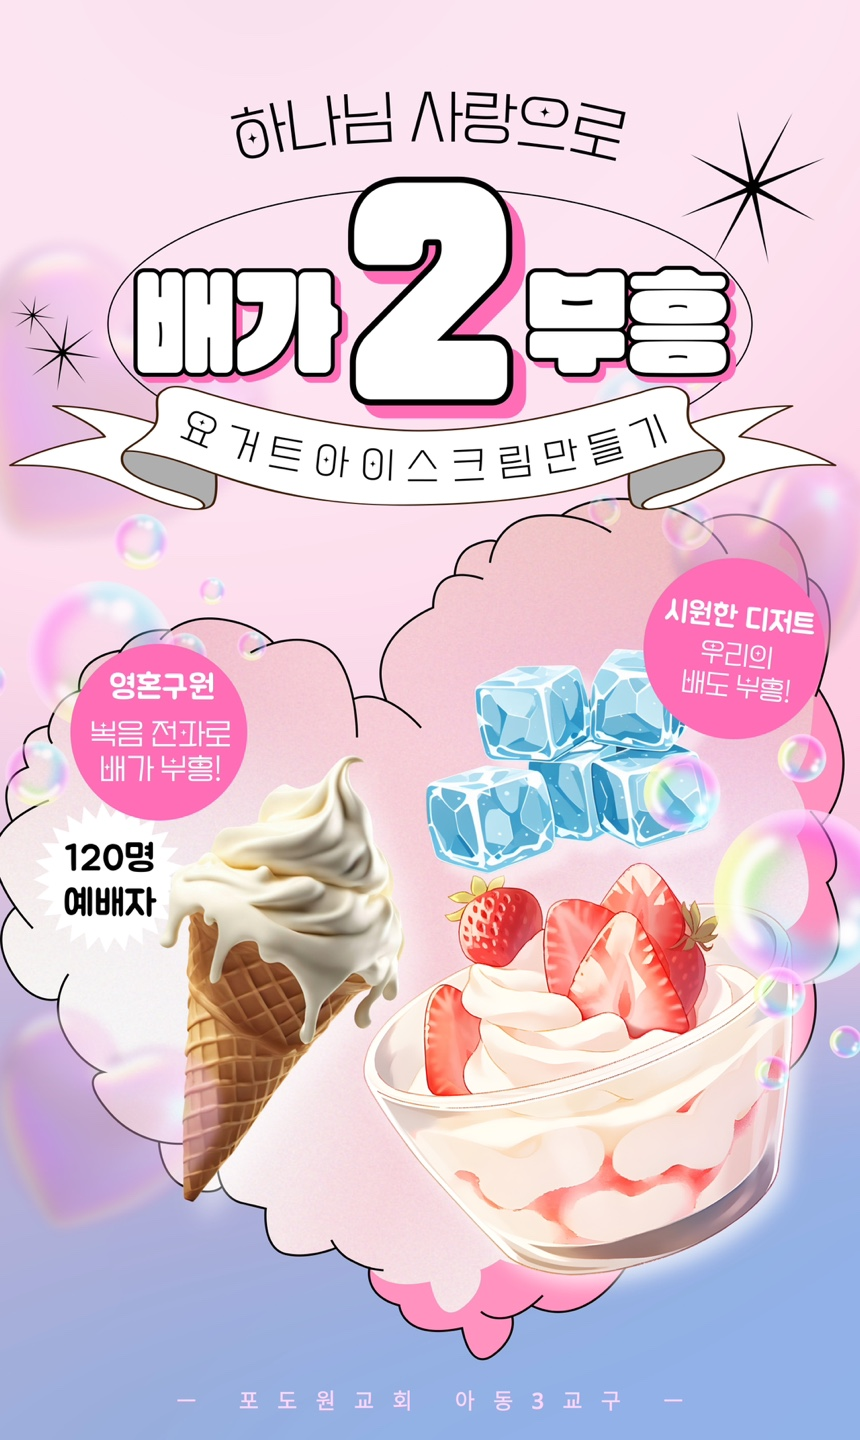 하나님 사랑으로
배가 2 부흥
요거트아이스크림만들기
시원한 디저트
우리의
배도 부흥!
영혼구원
복음 전파로
배가 부흥!
120명
예배자
— 포도원교회 아동3교구 —